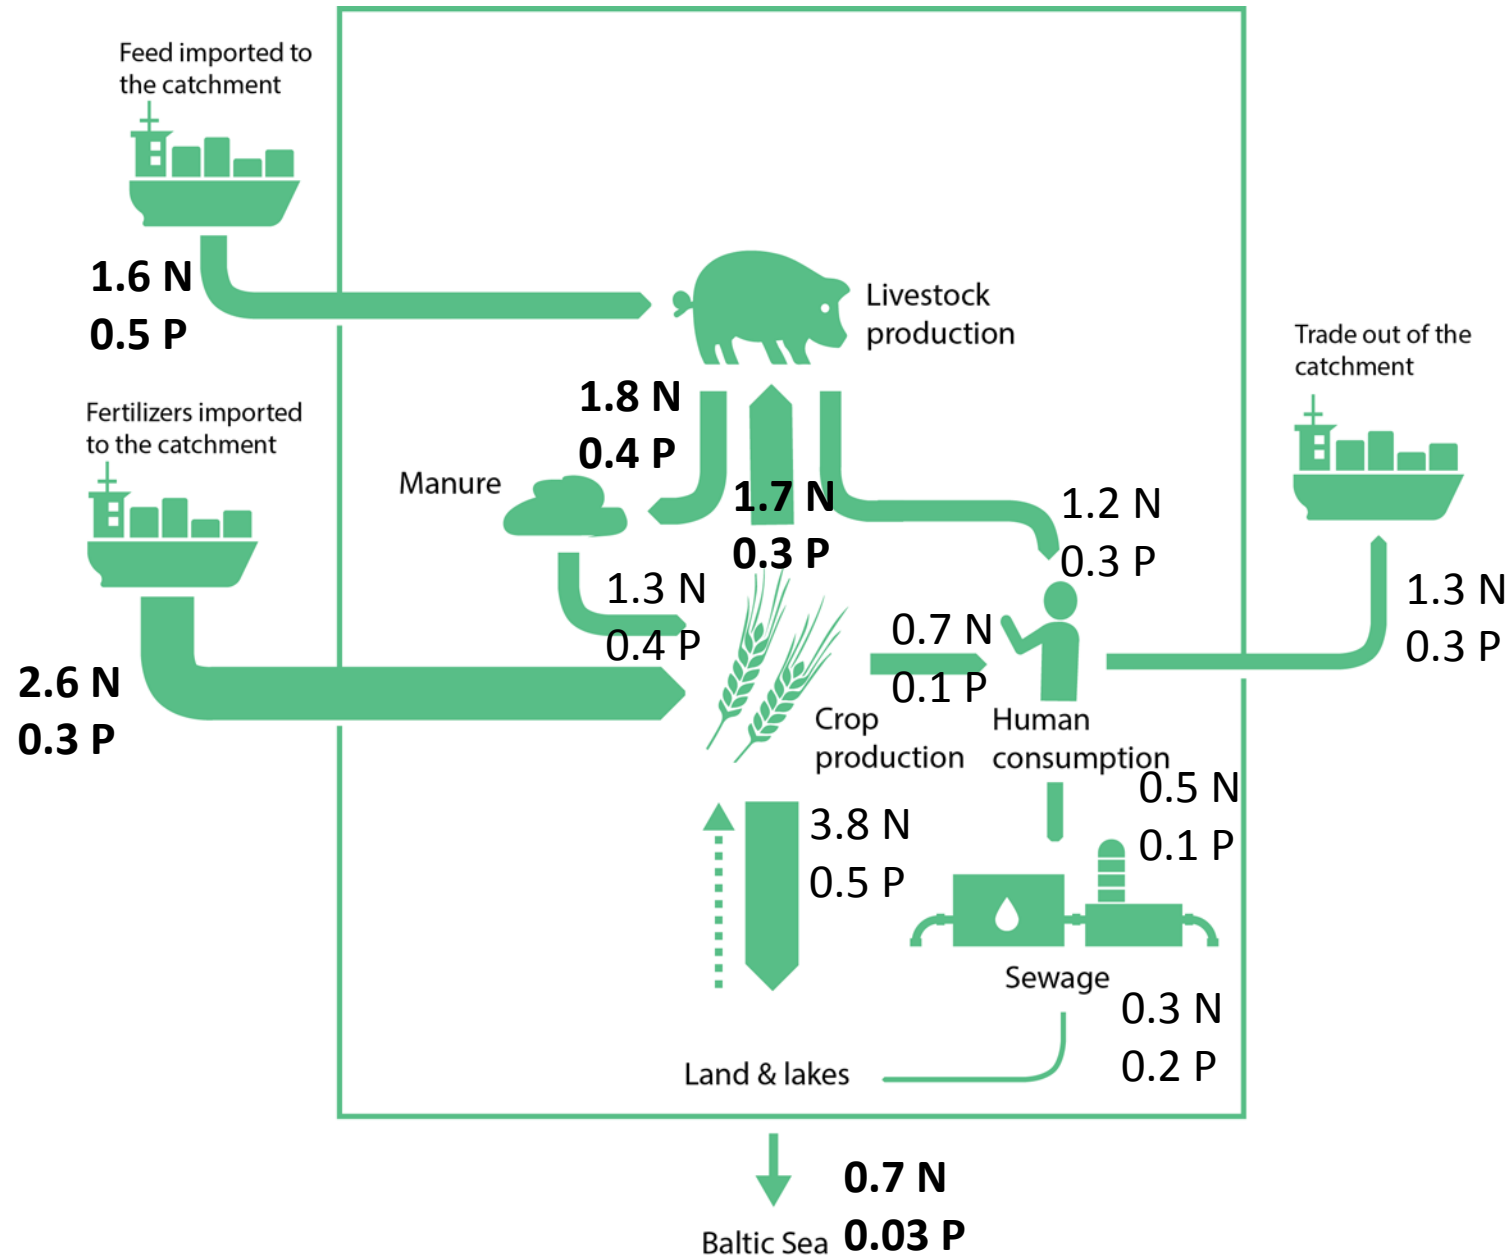 Feed imported to
the catchment
1.6 N
0.5 P
Livestock
production
Trade out of the
catchment
Fertilizers imported
to the catchment
1.8 N
0.4 P
Manure
1.7 N
0.3 P
1.2 N
0.3 P
1.3 N
0.4 P
0.7 N
0.1 P
1.3 N
0.3 P
2.6 N
0.3 P
Crop
production
Human
consumption
0.5 N
0.1 P
3.8 N
0.5 P
Sewage
0.3 N
0.2 P
Land & lakes
0.7 N
0.03 P
Baltic Sea